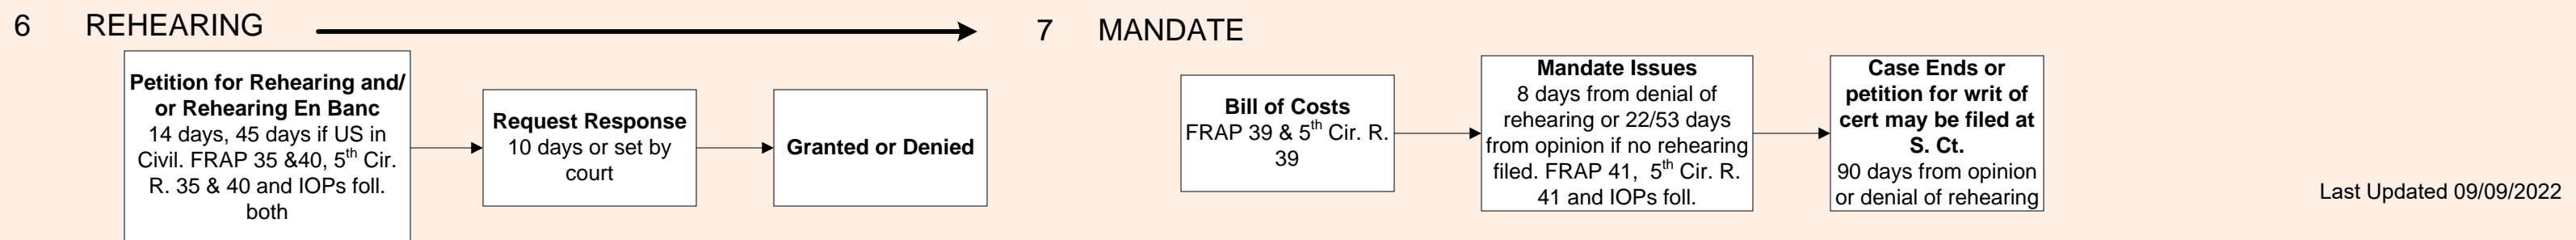 6 REHEARING
Petition for Rehearing and/
or Rehearing En Banc
14 days, 45 days if US in
Civil. FRAP 35 &40, 5th Cir.
R. 35 & 40 and IOPs foll.
both
Request Response
10 days or set by
court
Granted or Denied
7 MANDATE
Bill of Costs
FRAP 39 & 5th Cir. R.
39
Mandate Issues
8 days from denial of
rehearing or 22/53 days
from opinion if no rehearing
filed. FRAP 41, 5th Cir. R.
41 and IOPs foll.
Case Ends or
petition for writ of
cert may be filed at
S. Ct.
90 days from opinion
or denial of rehearing
Last Updated 09/09/2022